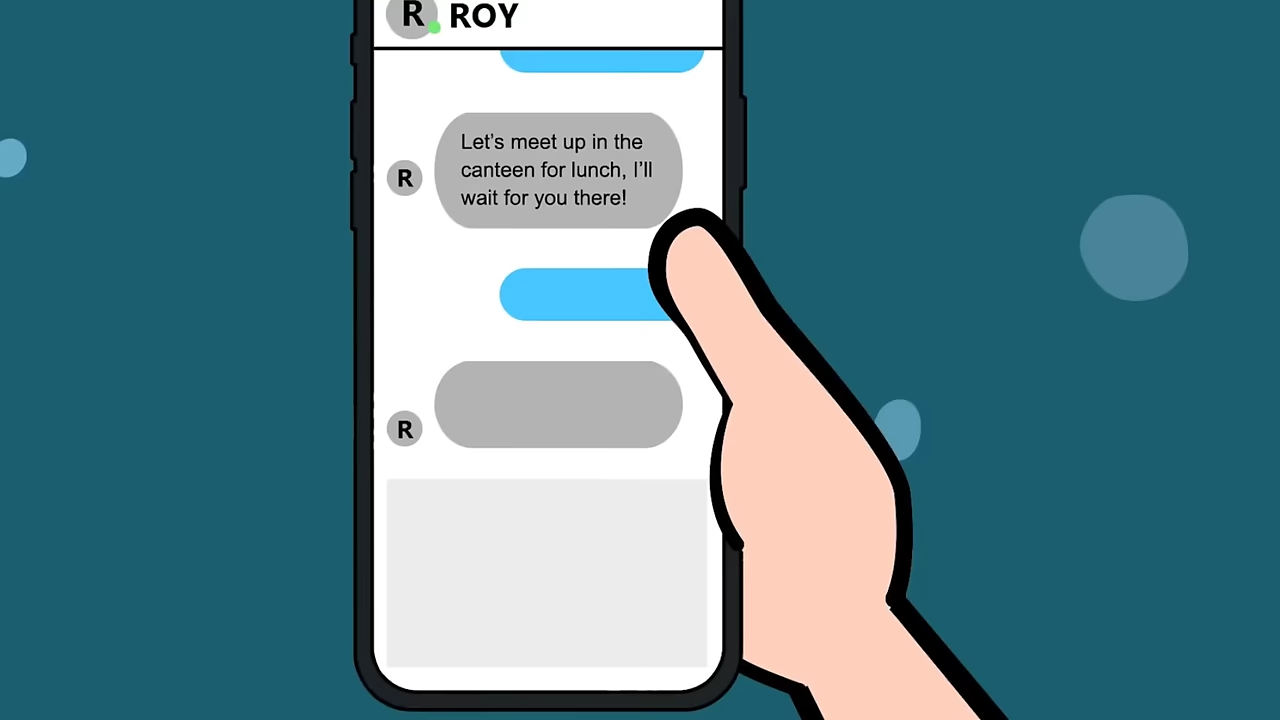 R ROY
Let's meet up in the
canteen for lunch, I'll
wait for you there!
R
R